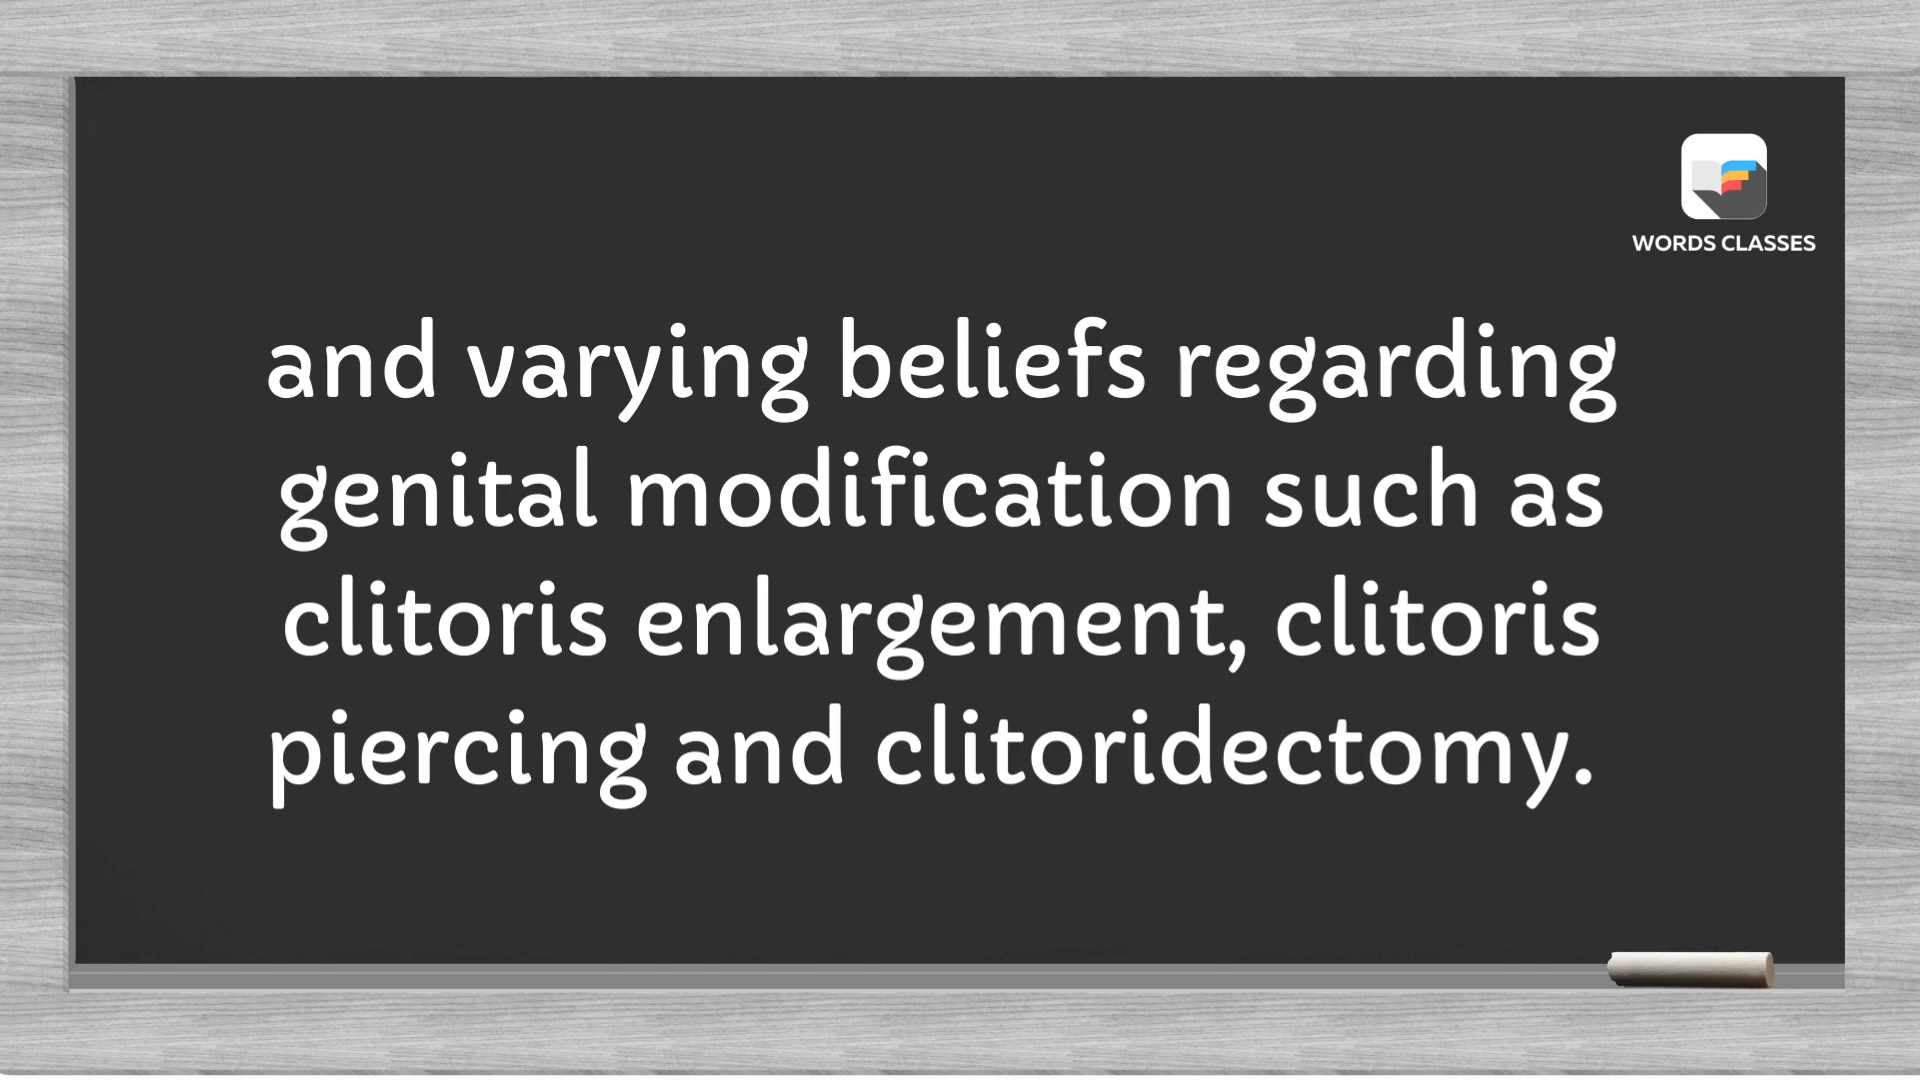 WORDS CLASSES
and varying beliefs regarding
genital modification such as
clitoris enlargement, clitoris
piercing and clitoridectomy.